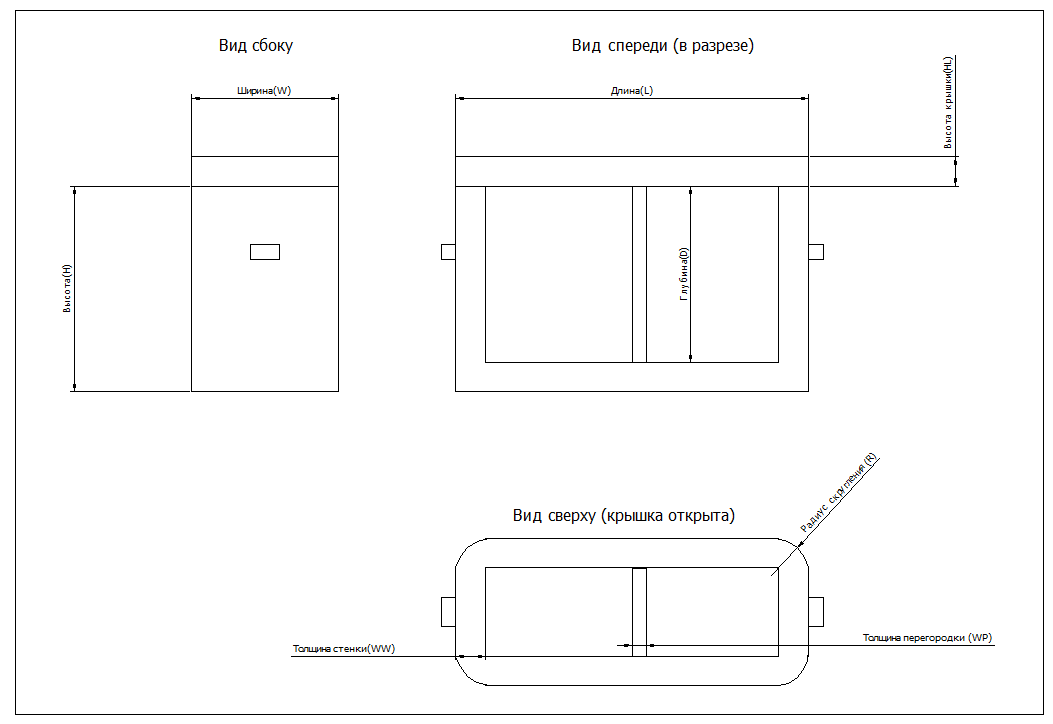 Вид сбоку
Вид спереди (в разрезе)
Ширина(W)
Длина(L)
Высота крышки(HL)
Высота(H)
Глубина(D)
Радиус скругления (R)
Вид сверху (крышка открыта)
Толщина стенки(WW)
Толщина перегородки (WP)